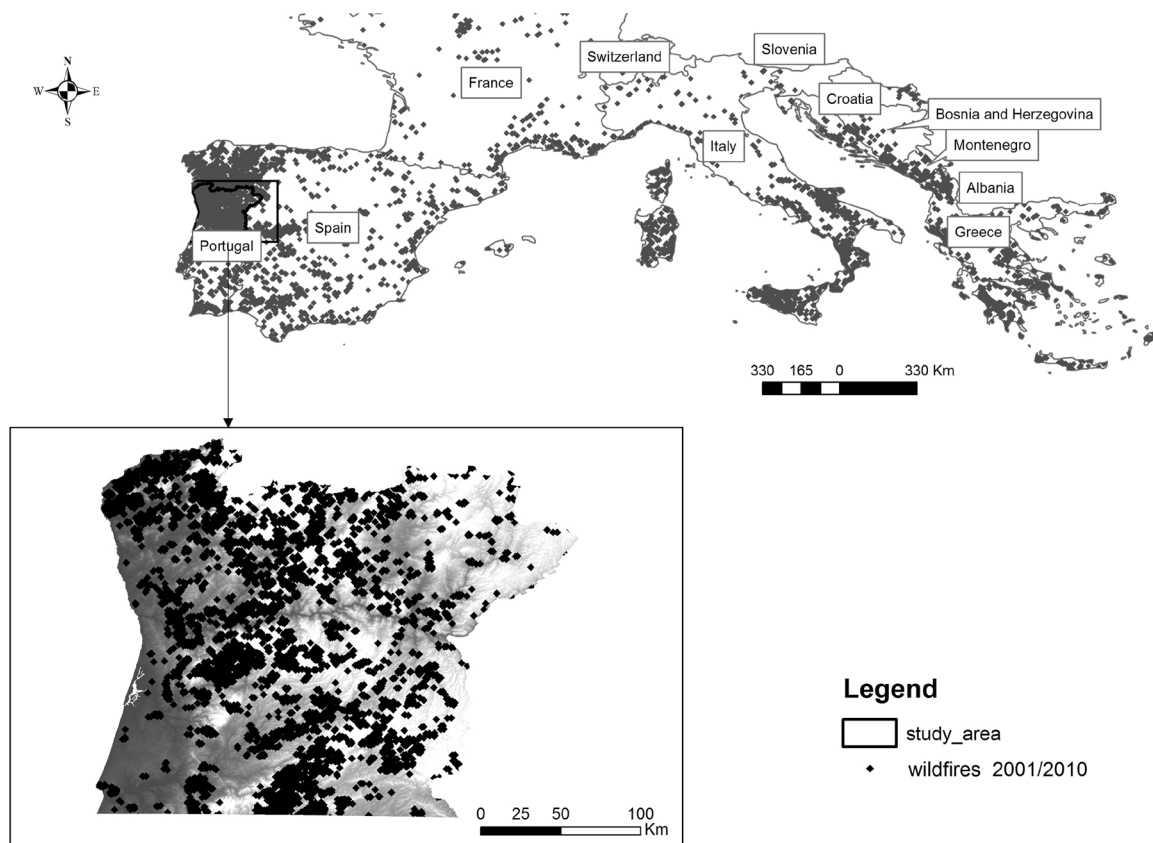 N
W E
S
Switzerland
Slovenia
France
Croatia
Bosnia and Herzegovina
Italy
Montenegro
Albania
Spain
Greece
Portugal
330 165 0 330 Km
Legend
study_area
wildfires 2001/2010
0 25 50 100
Km